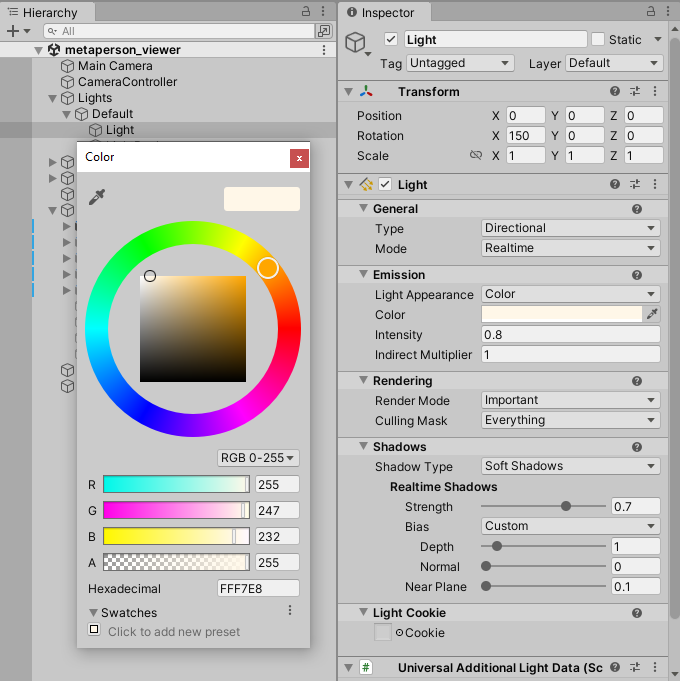 Hierarchy
All
metaperson_viewer
Main Camera
CameraController
Lights
Default
Light
Color
RGB 0-255
R 255
G 247
B 232
A 255
Hexadecimal FFF7E8
Swatches
Click to add new preset
Inspector
Light Static
Tag Untagged Layer Default
Transform
Position X 0 Y 0 Z 0
Rotation X 150 Y 0 Z 0
Scale X 1 Y 1 Z 1
Light
General
Type Directional
Mode Realtime
Emission
Light Appearance Color
Color
Intensity 0.8
Indirect Multiplier 1
Rendering
Render Mode Important
Culling Mask Everything
Shadows
Shadow Type Soft Shadows
Realtime Shadows
Strength 0.7
Bias Custom
Depth 1
Normal 0
Near Plane 0.1
Light Cookie
Cookie
# Universal Additional Light Data (Sc